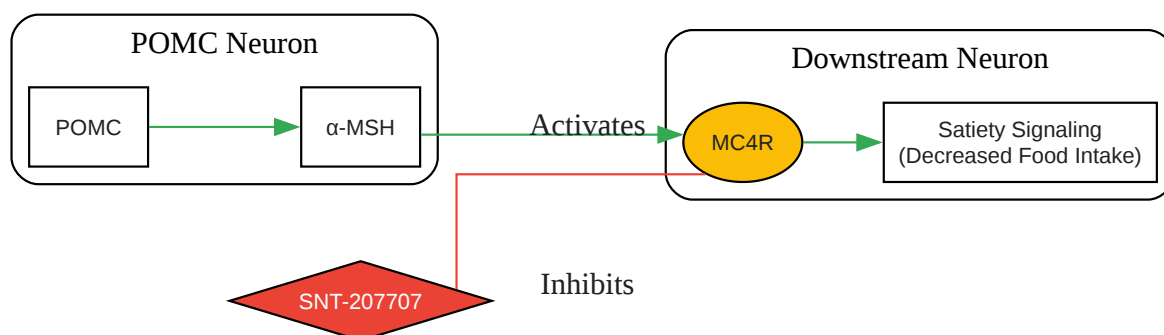 POMC Neuron
Downstream Neuron
POMC
α-MSH
Activates
MC4R
Satiety Signaling
(Decreased Food Intake)
SNT-207707
Inhibits